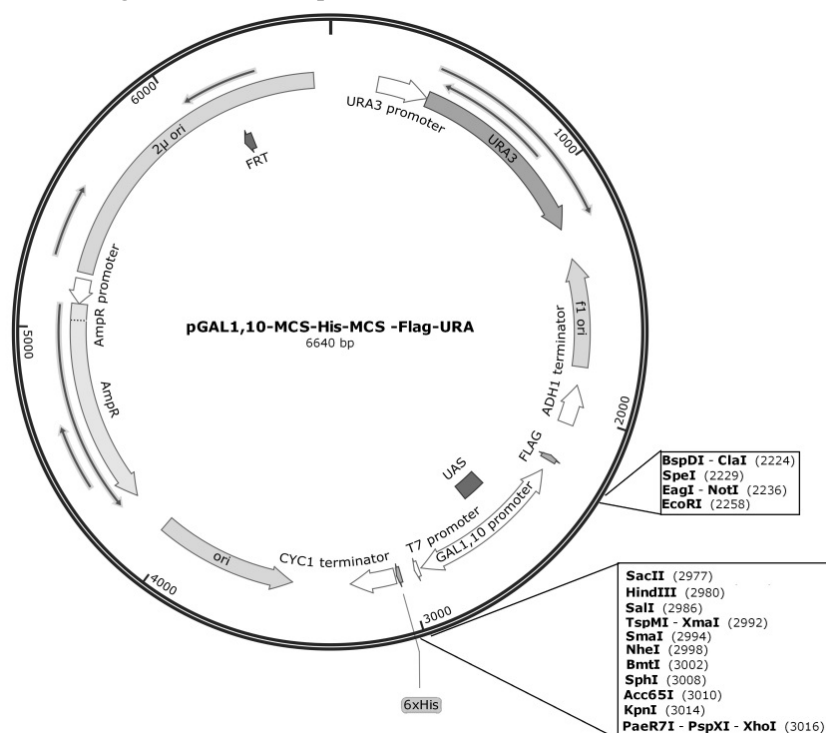 6000
URA3 promoter
URA3
1000
2µ ori
FRT
AmpR promoter
f1 ori
pGAL1,10-MCS-His-MCS -Flag-URA
6640 bp
5000
ADH1 terminator
AmpR
2000
FLAG
UAS
BspDI - ClaI (2224)
SpeI (2229)
EagI - NotI (2236)
EcoRI (2258)
T7 promoter
GAL1,10 promoter
CYC1 terminator
ori
4000
3000
SacII (2977)
HindIII (2980)
SalI (2986)
TspMI - XmaI (2992)
SmaI (2994)
NheI (2998)
BmtI (3002)
SphI (3008)
Acc65I (3010)
KpnI (3014)
PaeR7I - PspXI - XhoI (3016)
6xHis